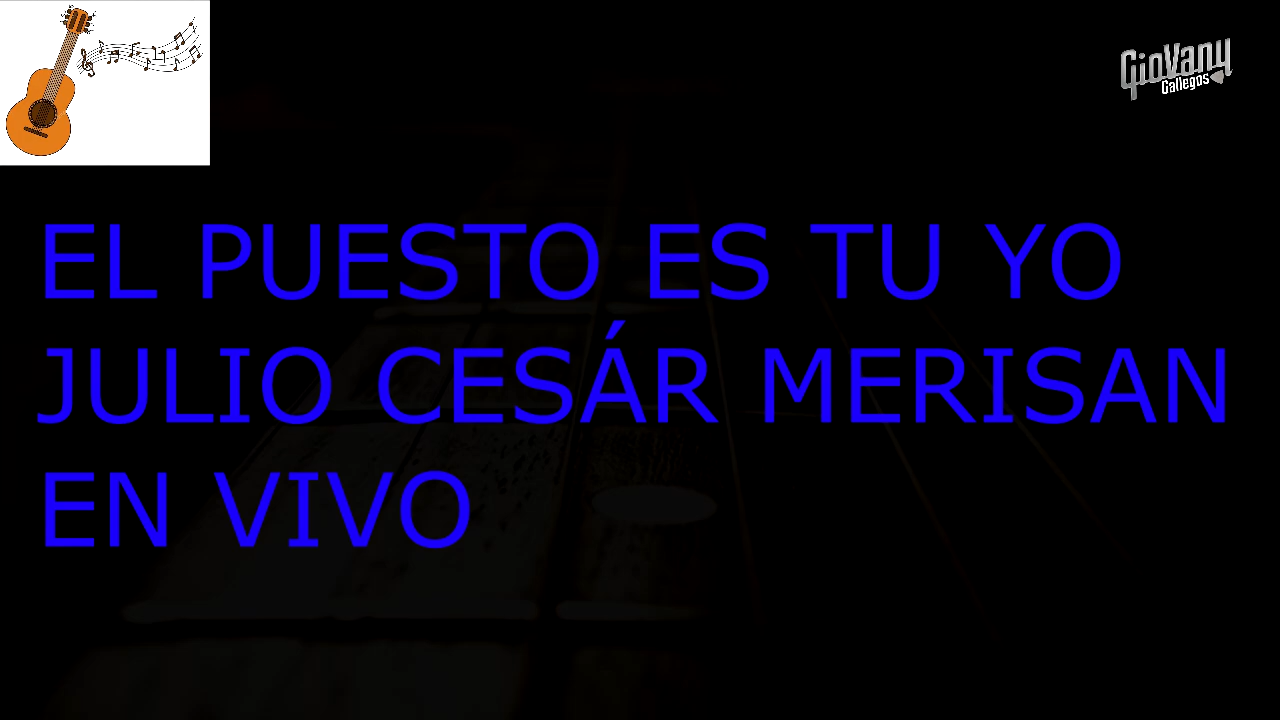 GioVany
Gallegos
EL PUESTO ES TU YO
JULIO CESÁR MERISAN
EN VIVO